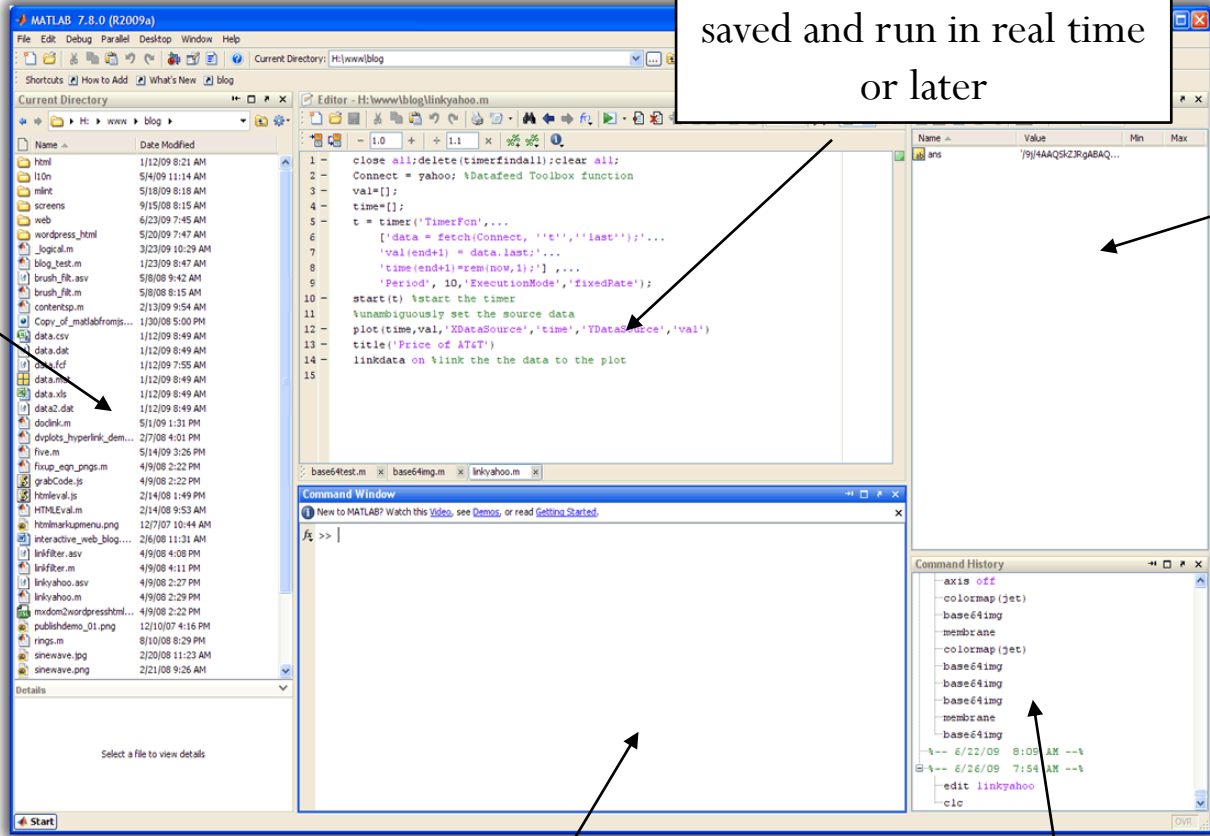 MATLAB 7.8.0 (R2009a)
saved and run in real time
or later
File Edit Debug Parallel Desktop Window Help
Current Directory: H:\www\blog
Shortcuts How to Add What's New blog
Current Directory
H: www blog
Name Date Modified
html 1/12/09 8:21 AM
l10n 5/4/09 11:14 AM
mlint 5/18/09 8:18 AM
screens 9/15/08 8:15 AM
web 6/23/09 7:45 AM
wordpress_html 5/20/09 7:47 AM
_logical.m 3/23/09 10:29 AM
blog_test.m 1/23/09 8:47 AM
brush_filt.asv 5/8/08 9:42 AM
brush_filt.m 5/8/08 8:15 AM
contentsp.m 2/13/09 9:54 AM
Copy_of_matlabfromjs... 1/30/08 5:00 PM
data.csv 1/12/09 8:49 AM
data.dat 1/12/09 8:49 AM
data.fcf 1/12/09 7:55 AM
data.mat 1/12/09 8:49 AM
data.xls 1/12/09 8:49 AM
data2.dat 1/12/09 8:49 AM
doclink.m 5/1/09 1:31 PM
dvplots_hyperlink_dem... 2/7/08 4:01 PM
five.m 5/14/09 3:26 PM
fixup_eqn_pngs.m 4/9/08 2:22 PM
grabCode.js 4/9/08 2:22 PM
htmleval.js 2/14/08 1:49 PM
HTMLEval.m 2/14/08 9:53 AM
htmlmarkupmenu.png 12/7/07 10:44 AM
interactive_web_blog.... 2/6/08 11:31 AM
linkfilter.asv 4/9/08 4:08 PM
linkfilter.m 4/9/08 4:11 PM
linkyahoo.asv 4/9/08 2:27 PM
linkyahoo.m 4/9/08 2:29 PM
mxdom2wordpresshtml... 4/9/08 2:22 PM
publishdemo_01.png 12/10/07 4:16 PM
rings.m 8/10/08 8:29 PM
sinewave.jpg 2/20/08 11:23 AM
sinewave.png 2/21/08 9:26 AM
Details
Select a file to view details
Start
Editor - H:\www\blog\linkyahoo.m
- 1.0 + ÷ 1.1 ×
1 - close all;delete(timerfindall);clear all;
2 - Connect = yahoo; %Datafeed Toolbox function
3 - val=[];
4 - time=[];
5 - t = timer('TimerFcn',...
6 ['data = fetch(Connect, ''t'',''last'');'...
7 'val(end+1) = data.last;'...
8 'time(end+1)=rem(now,1);'] ,...
9 'Period', 10,'ExecutionMode','fixedRate');
10 - start(t) %start the timer
11 %unambiguously set the source data
12 - plot(time,val,'XDataSource','time','YDataSource','val')
13 - title('Price of AT&T')
14 - linkdata on %link the the data to the plot
15
base64test.m × base64img.m × linkyahoo.m ×
Command Window
New to MATLAB? Watch this Video, see Demos, or read Getting Started.
fx >>
Name Value Min Max
ans '/9j/4AAQSkZJRgABAQ...
Command History
axis off
colormap(jet)
base64img
membrane
colormap(jet)
base64img
base64img
base64img
membrane
base64img
%-- 6/22/09 8:09 AM --%
%-- 6/26/09 7:54 AM --%
edit linkyahoo
clc
OVR